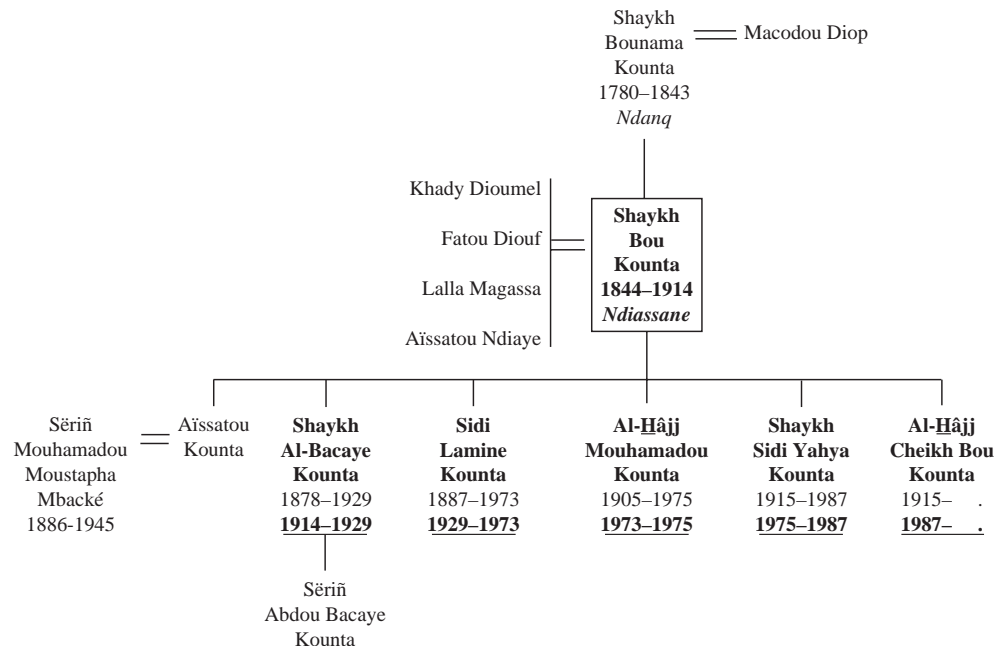 Shaykh
Bounama
Kounta
1780–1843
Ndanq
Macodou Diop
Khady Dioumel
Fatou Diouf
Lalla Magassa
Aïssatou Ndiaye
Shaykh
Bou
Kounta
1844–1914
Ndiassane
Sëriñ
Mouhamadou
Moustapha
Mbacké
1886-1945
Aïssatou
Kounta
Shaykh
Al-Bacaye
Kounta
1878–1929
1914–1929
Sidi
Lamine
Kounta
1887–1973
1929–1973
Al-Hâjj
Mouhamadou
Kounta
1905–1975
1973–1975
Shaykh
Sidi Yahya
Kounta
1915–1987
1975–1987
Al-Hâjj
Cheikh Bou
Kounta
1915– .
1987– .
Sëriñ
Abdou Bacaye
Kounta